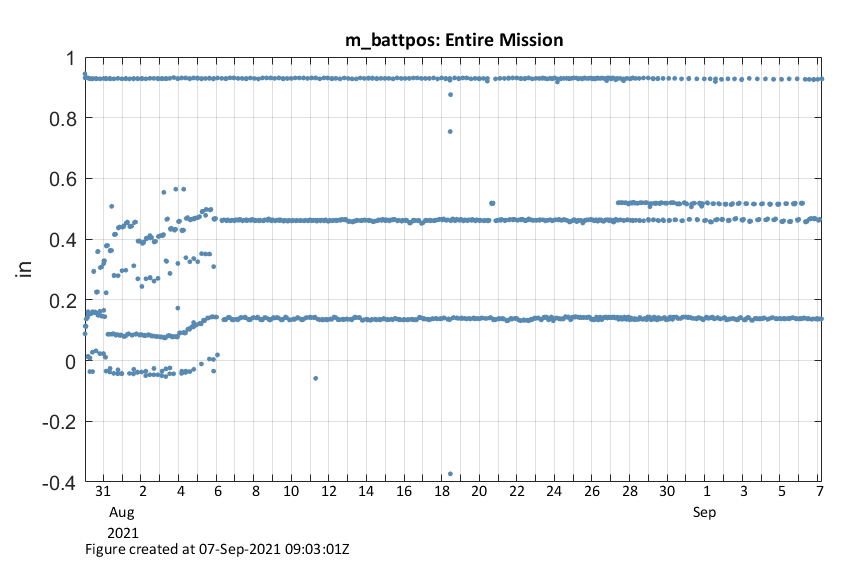 m_battpos: Entire Mission
1
0.8
0.6
0.4
0.2
0
-0.2
-0.4
in
31 2 4 6 8 10 12 14 16 18 20 22 24 26 28 30 1 3 5 7
Aug Sep
2021
Figure created at 07-Sep-2021 09:03:01Z